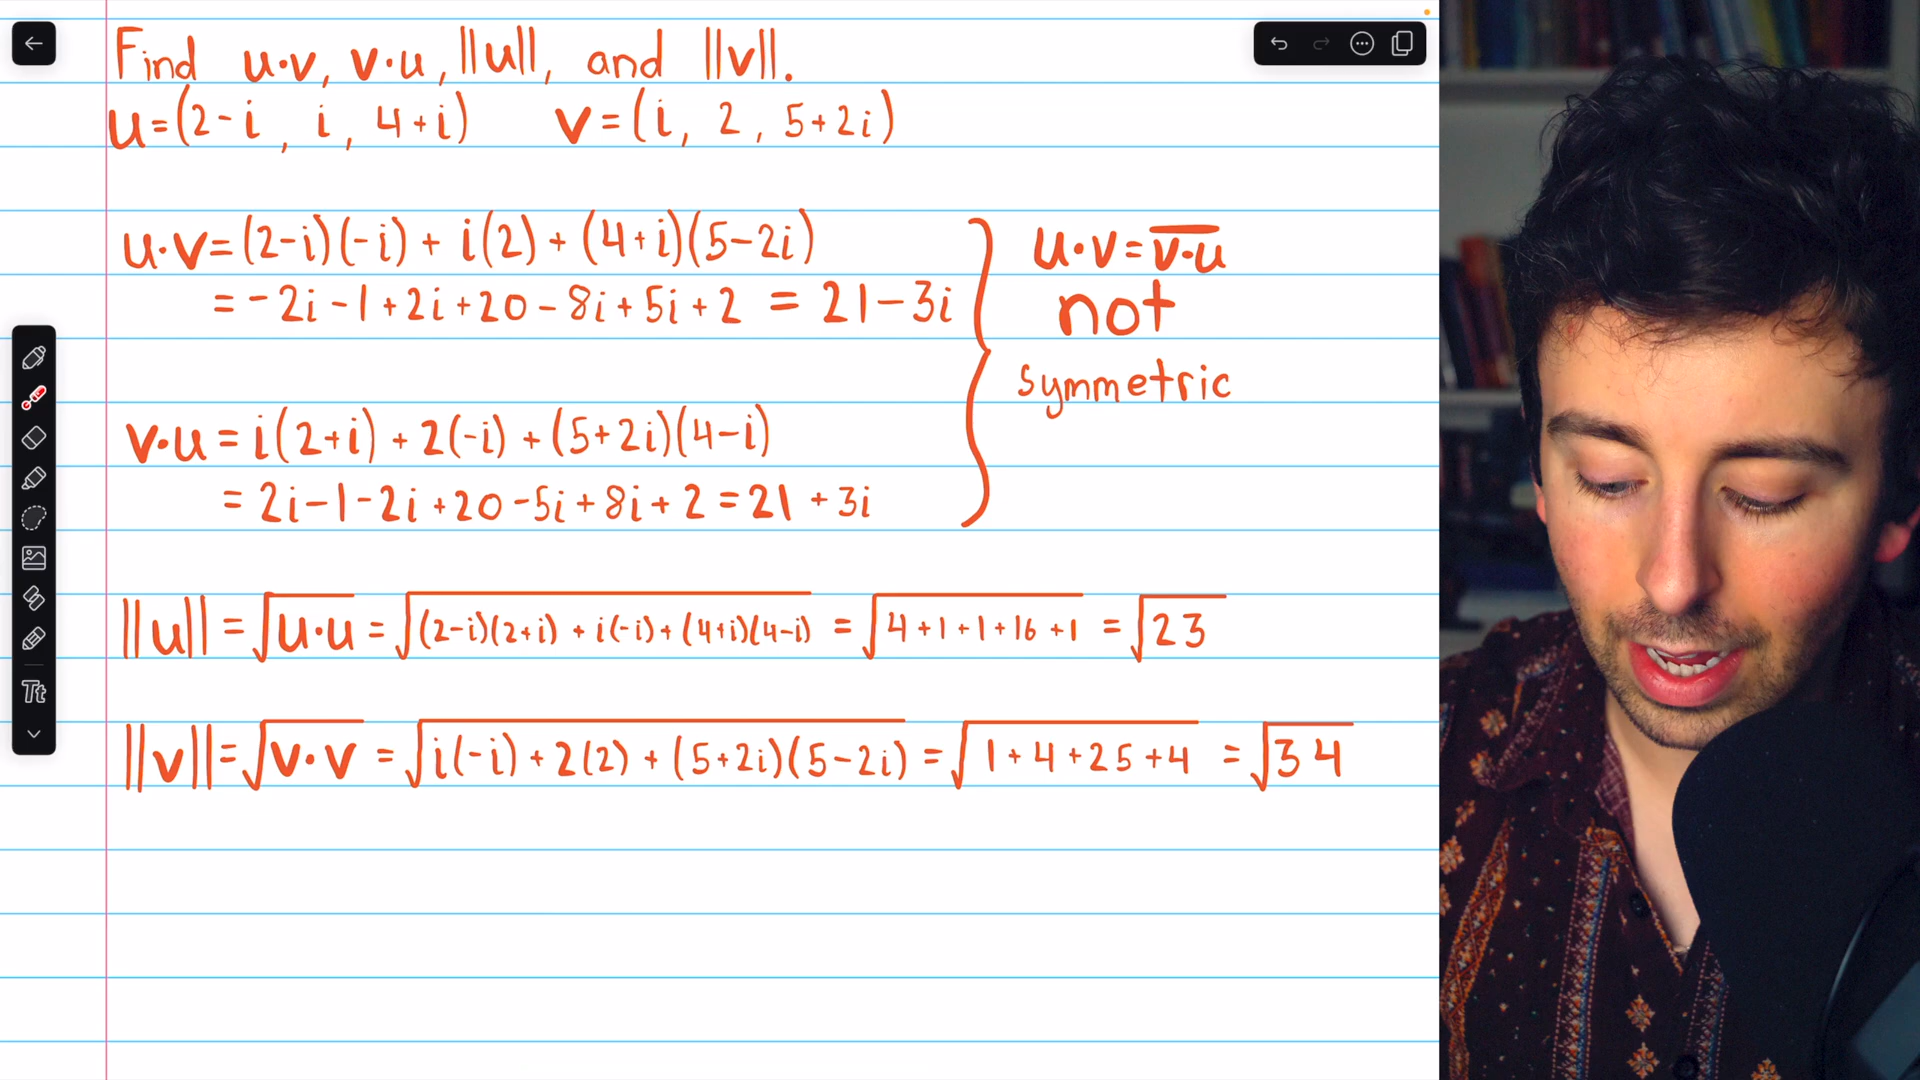 Find u·v, v·u, ||u||, and ||v||.
u=(2-i, i, 4+i) v=(i, 2, 5+2i)
u·v=(2-i)(-i) + i(2) + (4+i)(5-2i)
= -2i -1 +2i +20 -8i +5i +2 = 21-3i
u·v = v̅·̅u̅
not
symmetric
v·u = i(2+i) + 2(-i) + (5+2i)(4-i)
= 2i -1 -2i +20 -5i +8i +2 = 21 +3i
||u|| = √u·u = √(2-i)(2+i) + i(-i) + (4+i)(4-i) = √4+1+1+16+1 = √23
||v|| = √v·v = √i(-i) + 2(2) + (5+2i)(5-2i) = √1+4+25+4 = √34
Tt